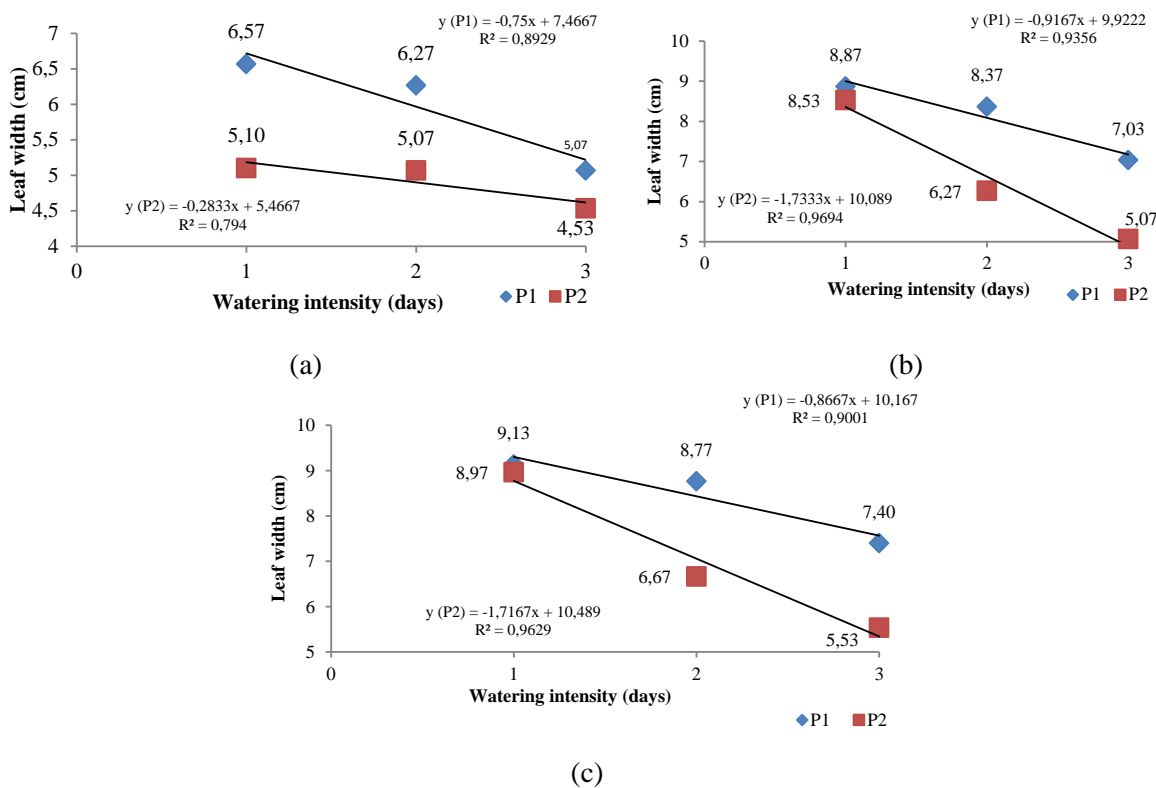 y (P1) = -0,75x + 7,4667
R² = 0,8929
7
6,5
6
5,5
5
4,5
4
Leaf width (cm)
6,57
6,27
5,07
5,10
5,07
4,53
y (P2) = -0,2833x + 5,4667
R² = 0,794
0
1
2
3
Watering intensity (days)
P1
P2
(a)
y (P1) = -0,9167x + 9,9222
R² = 0,9356
10
9
8
7
6
5
Leaf width (cm)
8,87
8,37
7,03
8,53
6,27
5,07
y (P2) = -1,7333x + 10,089
R² = 0,9694
0
1
2
3
Watering intensity (days)
P1
P2
(b)
y (P1) = -0,8667x + 10,167
R² = 0,9001
10
9
8
7
6
5
Leaf width (cm)
9,13
8,77
7,40
8,97
6,67
5,53
y (P2) = -1,7167x + 10,489
R² = 0,9629
0
1
2
3
Watering intensity (days)
P1
P2
(c)